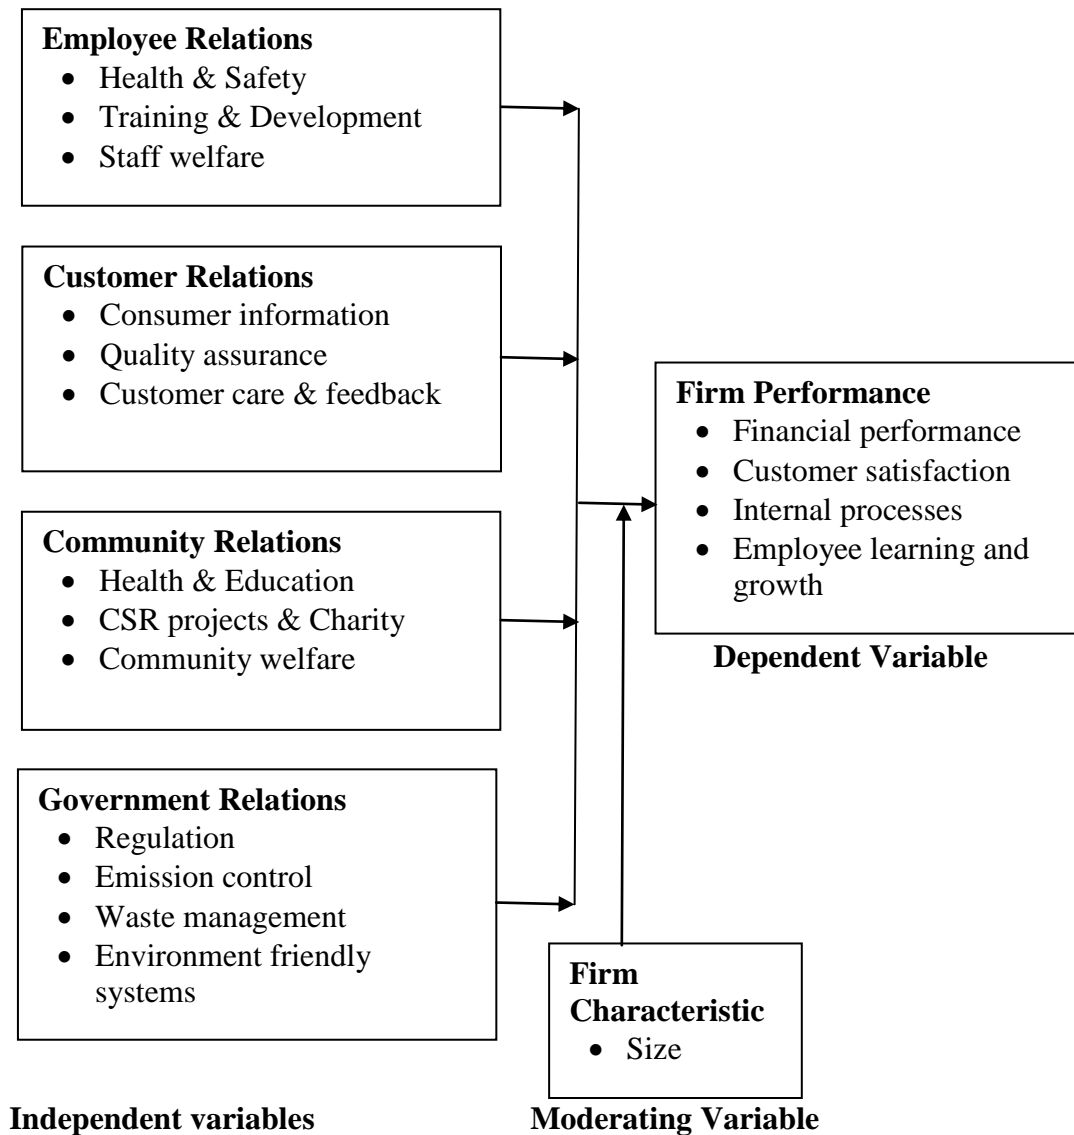 Employee Relations
• Health & Safety
• Training & Development
• Staff welfare
Customer Relations
• Consumer information
• Quality assurance
• Customer care & feedback
Community Relations
• Health & Education
• CSR projects & Charity
• Community welfare
Government Relations
• Regulation
• Emission control
• Waste management
• Environment friendly
systems
Independent variables
Firm Performance
• Financial performance
• Customer satisfaction
• Internal processes
• Employee learning and
growth
Dependent Variable
Firm
Characteristic
• Size
Moderating Variable